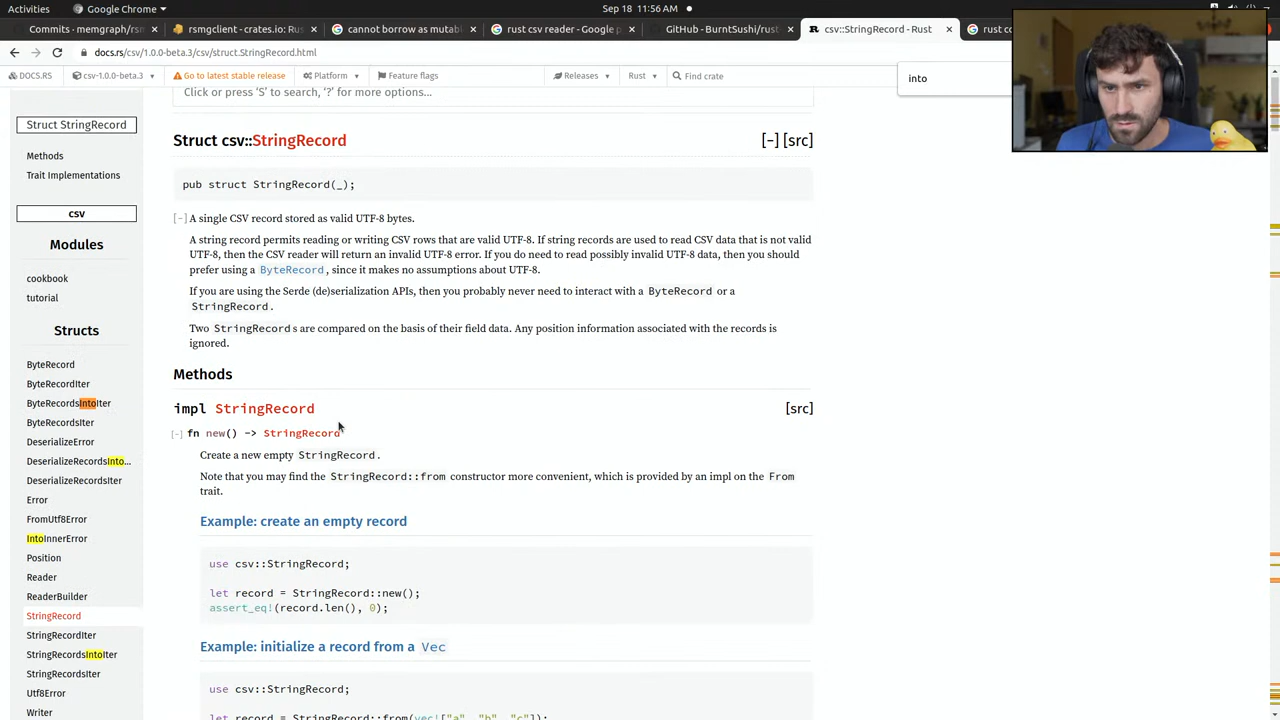 Activities
Google Chrome
Sep 18 11:56 AM
Commits · memgraph/rsm
rsmgclient - crates.io: Rus
cannot borrow as mutabl
rust csv reader - Google p
GitHub - BurntSushi/rust
csv::StringRecord - Rust
rust co
docs.rs/csv/1.0.0-beta.3/csv/struct.StringRecord.html
DOCS.RS
csv-1.0.0-beta.3
Go to latest stable release
Platform
Feature flags
Releases
Rust
Find crate
into
Click or press ‘S’ to search, ‘?’ for more options...
Struct StringRecord
Methods
Trait Implementations
csv
Modules
cookbook
tutorial
Structs
ByteRecord
ByteRecordIter
ByteRecordsIntoIter
ByteRecordsIter
DeserializeError
DeserializeRecordsInto...
DeserializeRecordsIter
Error
FromUtf8Error
IntoInnerError
Position
Reader
ReaderBuilder
StringRecord
StringRecordIter
StringRecordsIntoIter
StringRecordsIter
Utf8Error
Writer
Struct csv::StringRecord
[-] [src]
pub struct StringRecord(_);
[-] A single CSV record stored as valid UTF-8 bytes.
A string record permits reading or writing CSV rows that are valid UTF-8. If string records are used to read CSV data that is not valid
UTF-8, then the CSV reader will return an invalid UTF-8 error. If you do need to read possibly invalid UTF-8 data, then you should
prefer using a ByteRecord, since it makes no assumptions about UTF-8.
If you are using the Serde (de)serialization APIs, then you probably never need to interact with a ByteRecord or a
StringRecord.
Two StringRecords are compared on the basis of their field data. Any position information associated with the records is
ignored.
Methods
impl StringRecord
[src]
[-] fn new() -> StringRecord
Create a new empty StringRecord.
Note that you may find the StringRecord::from constructor more convenient, which is provided by an impl on the From
trait.
Example: create an empty record
use csv::StringRecord;
let record = StringRecord::new();
assert_eq!(record.len(), 0);
Example: initialize a record from a Vec
use csv::StringRecord;
let record = StringRecord::from(vec!["a", "b", "c"]);